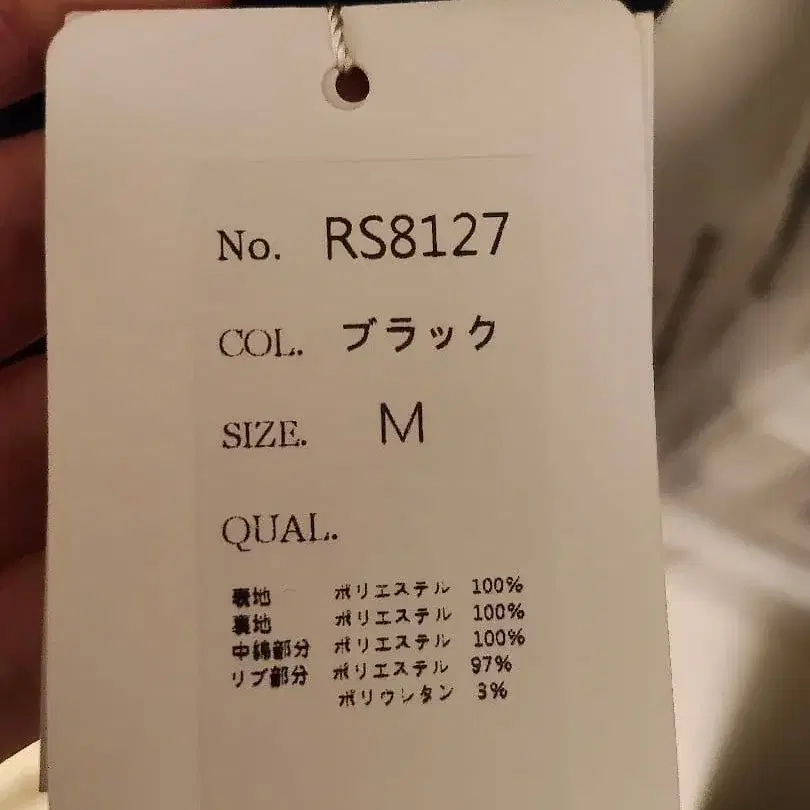 No. RS8127
COL. ブラック
SIZE. M
QUAL.
表地 ポリエステル 100%
裏地 ポリエステル 100%
中綿部分 ポリエステル 100%
リブ部分 ポリエステル 97%
ポリウレタン 3%